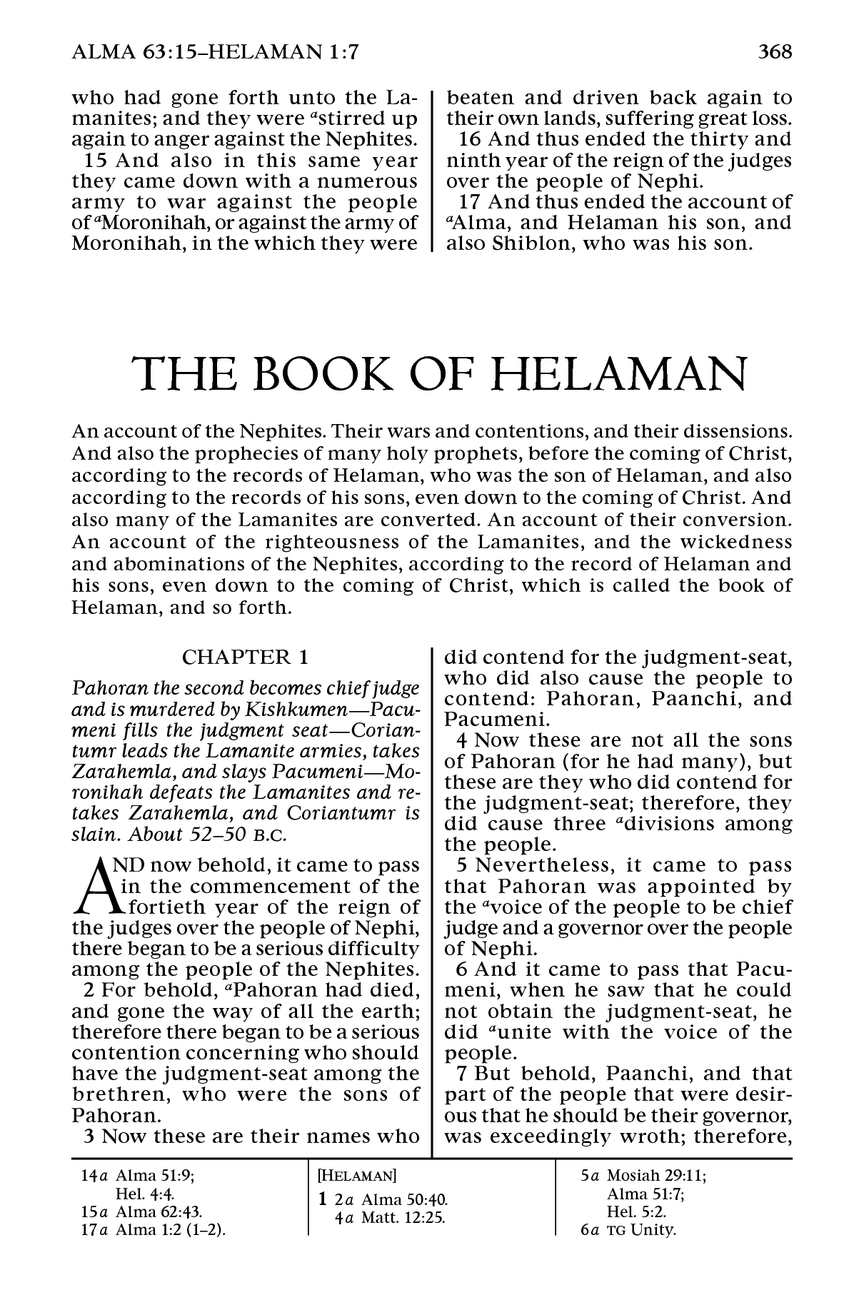 ALMA 63:15–HELAMAN 1:7 368
who had gone forth unto the La-
manites; and they were astirred up
again to anger against the Nephites.
15 And also in this same year
they came down with a numerous
army to war against the people
of aMoronihah, or against the army of
Moronihah, in the which they were
beaten and driven back again to
their own lands, suffering great loss.
16 And thus ended the thirty and
ninth year of the reign of the judges
over the people of Nephi.
17 And thus ended the account of
aAlma, and Helaman his son, and
also Shiblon, who was his son.
THE BOOK OF HELAMAN
An account of the Nephites. Their wars and contentions, and their dissensions.
And also the prophecies of many holy prophets, before the coming of Christ,
according to the records of Helaman, who was the son of Helaman, and also
according to the records of his sons, even down to the coming of Christ. And
also many of the Lamanites are converted. An account of their conversion.
An account of the righteousness of the Lamanites, and the wickedness
and abominations of the Nephites, according to the record of Helaman and
his sons, even down to the coming of Christ, which is called the book of
Helaman, and so forth.
CHAPTER 1
Pahoran the second becomes chief judge
and is murdered by Kishkumen—Pacu-
meni fills the judgment seat—Corian-
tumr leads the Lamanite armies, takes
Zarahemla, and slays Pacumeni—Mo-
ronihah defeats the Lamanites and re-
takes Zarahemla, and Coriantumr is
slain. About 52–50 B.C.
AND now behold, it came to pass
in the commencement of the
fortieth year of the reign of
the judges over the people of Nephi,
there began to be a serious difficulty
among the people of the Nephites.
2 For behold, aPahoran had died,
and gone the way of all the earth;
therefore there began to be a serious
contention concerning who should
have the judgment-seat among the
brethren, who were the sons of
Pahoran.
3 Now these are their names who
did contend for the judgment-seat,
who did also cause the people to
contend: Pahoran, Paanchi, and
Pacumeni.
4 Now these are not all the sons
of Pahoran (for he had many), but
these are they who did contend for
the judgment-seat; therefore, they
did cause three adivisions among
the people.
5 Nevertheless, it came to pass
that Pahoran was appointed by
the avoice of the people to be chief
judge and a governor over the people
of Nephi.
6 And it came to pass that Pacu-
meni, when he saw that he could
not obtain the judgment-seat, he
did aunite with the voice of the
people.
7 But behold, Paanchi, and that
part of the people that were desir-
ous that he should be their governor,
was exceedingly wroth; therefore,
14a Alma 51:9;
Hel. 4:4.
15a Alma 62:43.
17a Alma 1:2 (1–2).
[HELAMAN]
1 2a Alma 50:40.
4a Matt. 12:25.
5a Mosiah 29:11;
Alma 51:7;
Hel. 5:2.
6a TG Unity.